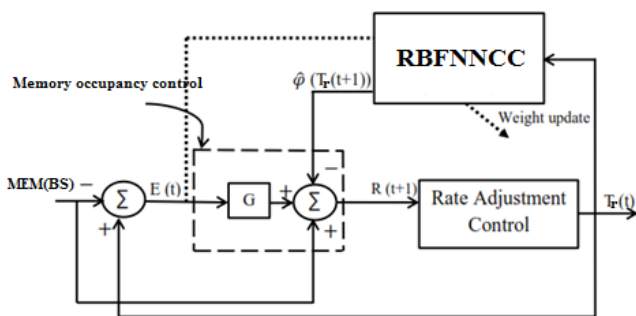 RBFNNCC
Memory occupancy control
φ̂ (Tr(t+1))
Weight update
MEM(BS)
−
Σ
E (t)
G
+
−
Σ
R (t+1)
Rate Adjustment
Control
Tr(t)
+
+